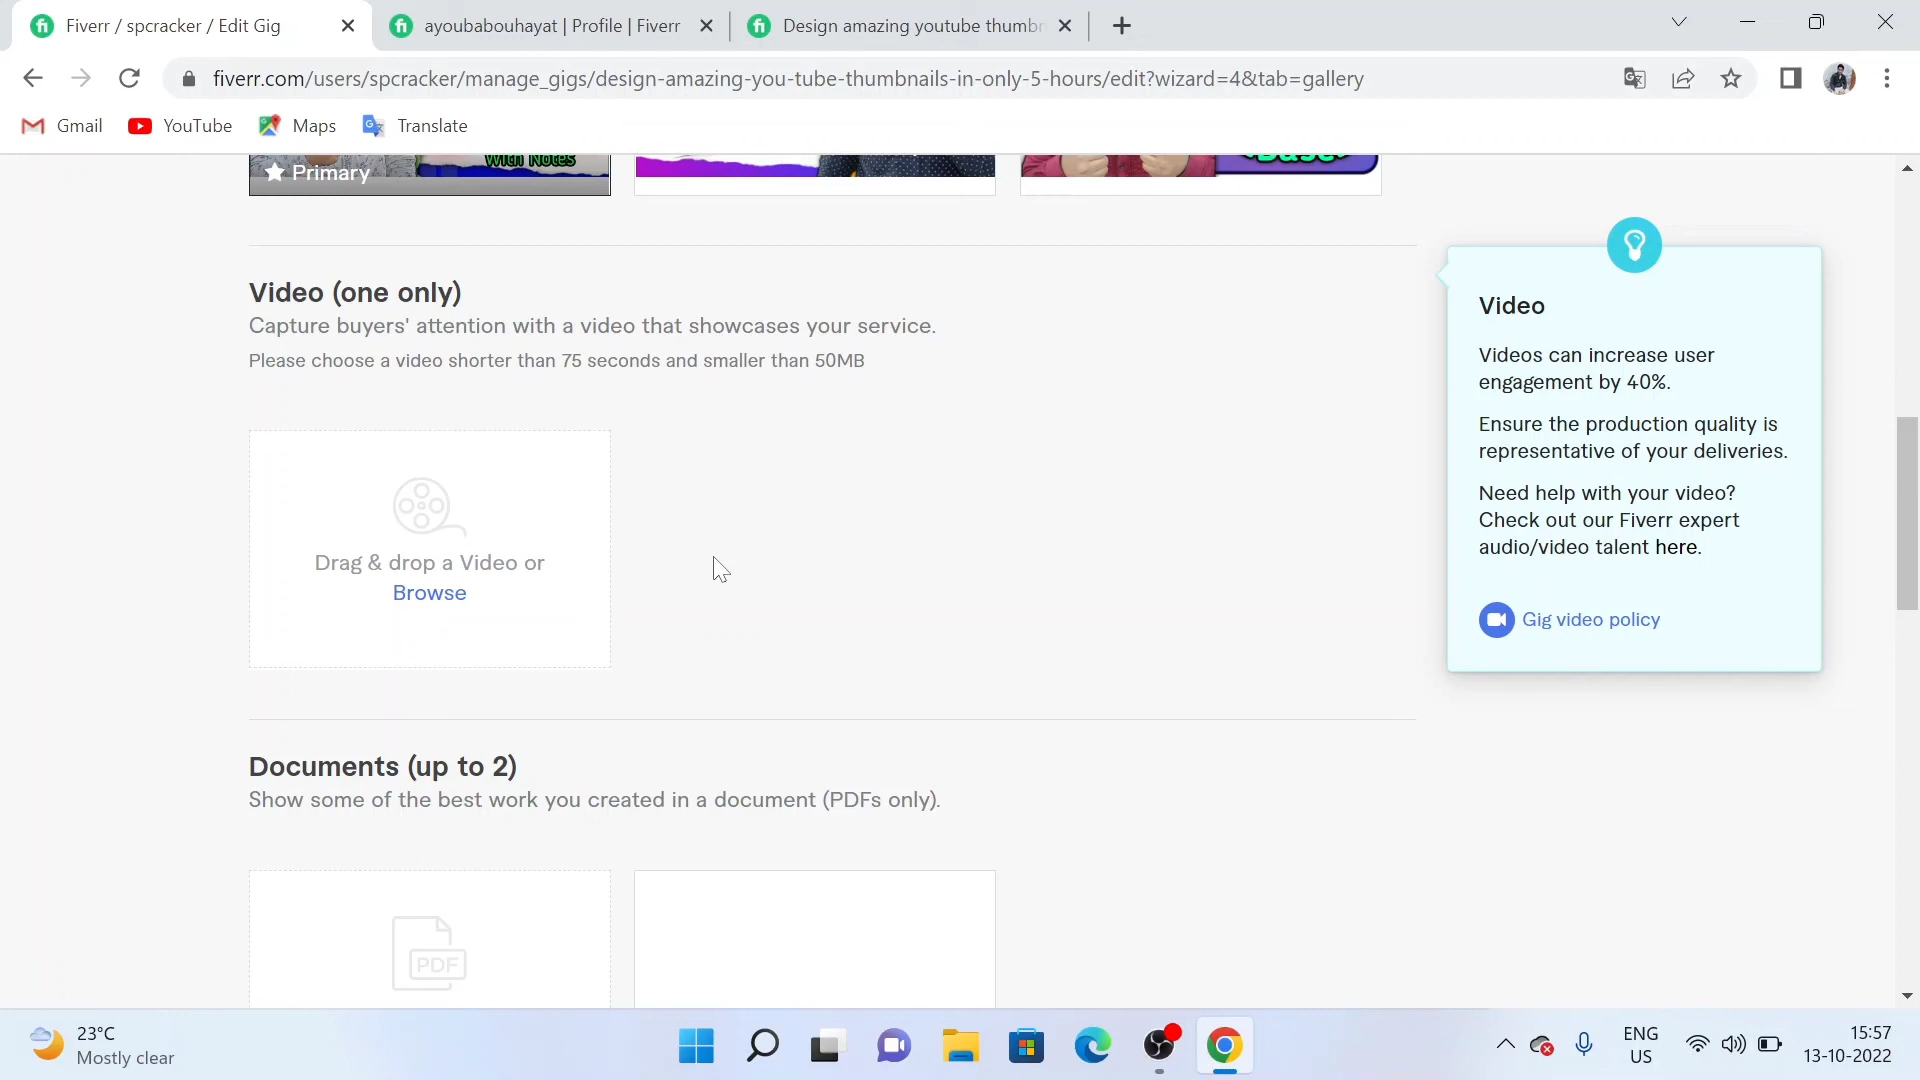 Fiverr / spcracker / Edit Gig
ayoubabouhayat | Profile | Fiverr
Design amazing youtube thumbn
fiverr.com/users/spcracker/manage_gigs/design-amazing-you-tube-thumbnails-in-only-5-hours/edit?wizard=4&tab=gallery
Gmail
YouTube
Maps
Translate
With Notes
Primary
Base
Video (one only)
Capture buyers' attention with a video that showcases your service.
Please choose a video shorter than 75 seconds and smaller than 50MB
Drag & drop a Video or
Browse
Video
Videos can increase user
engagement by 40%.
Ensure the production quality is
representative of your deliveries.
Need help with your video?
Check out our Fiverr expert
audio/video talent here.
Gig video policy
Documents (up to 2)
Show some of the best work you created in a document (PDFs only).
PDF
23°C
Mostly clear
ENG
US
15:57
13-10-2022